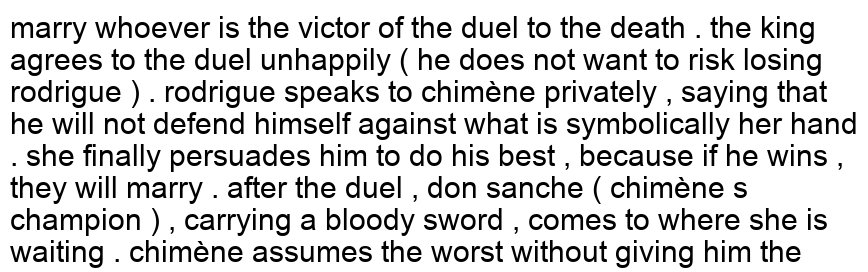 marry whoever is the victor of the duel to the death . the king
agrees to the duel unhappily ( he does not want to risk losing
rodrigue ) . rodrigue speaks to chimène privately , saying that
he will not defend himself against what is symbolically her hand
. she finally persuades him to do his best , because if he wins ,
they will marry . after the duel , don sanche ( chimène s
champion ) , carrying a bloody sword , comes to where she is
waiting . chimène assumes the worst without giving him the